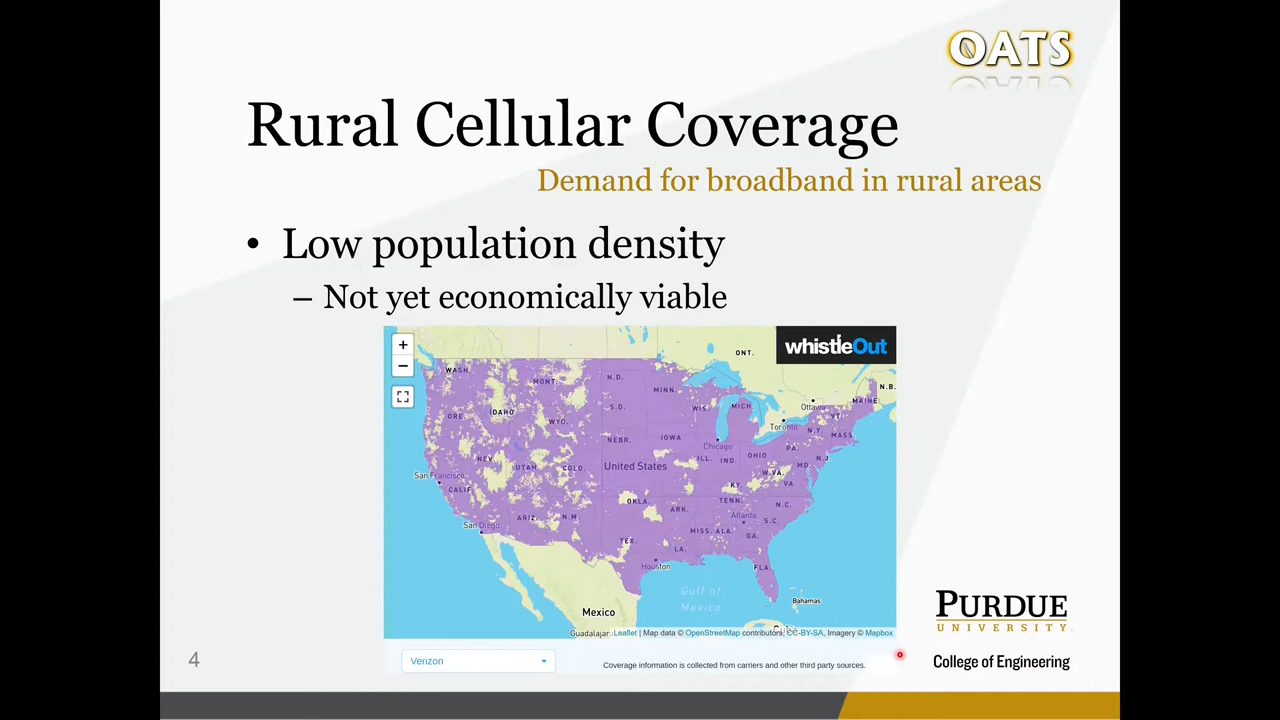 OATS
Rural Cellular Coverage
Demand for broadband in rural areas
• Low population density
– Not yet economically viable
whistleOut
+
−
ONT.
N.B.
WASH.
MONT.
N.D.
MINN.
MAINE
Ottawa
ORE.
IDAHO
S.D.
WIS.
MICH.
VT.
WYO.
Toronto
N.Y.
MASS.
NEBR.
IOWA
Chicago
PA.
NEV.
UTAH
COLO.
United States
ILL.
IND.
OHIO
N.J.
MD.
San Francisco
W.VA.
CALIF.
KY
VA.
OKLA.
TENN.
N.C.
ARIZ.
N.M.
ARK.
Atlanta
S.C.
San Diego
MISS.
ALA.
GA.
TEX.
LA.
Houston
FLA.
Gulf of
Mexico
Bahamas
Mexico
Guadalajar
Leaflet | Map data © OpenStreetMap contributors, CC-BY-SA, Imagery © Mapbox
Verizon
Coverage information is collected from carriers and other third party sources.
PURDUE
UNIVERSITY
College of Engineering
4